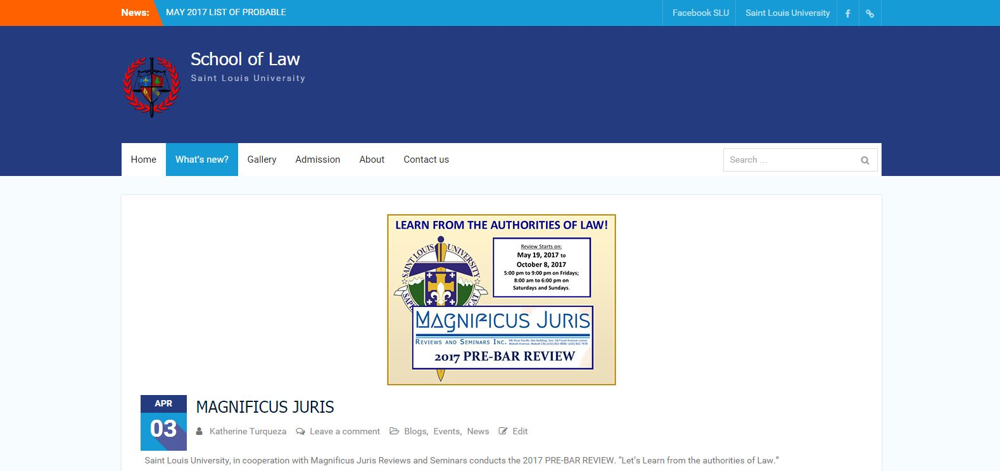 News: MAY 2017 LIST OF PROBABLE
Facebook SLU Saint Louis University
School of Law
Saint Louis University
Home What's new? Gallery Admission About Contact us Search …
LEARN FROM THE AUTHORITIES OF LAW!
SAINT LOUIS UNIVERSITY
Review Starts on:
May 19, 2017 to
October 8, 2017
5:00 pm to 9:00 pm on Fridays;
8:00 am to 6:00 pm on
Saturdays and Sundays.
MAGNIFICUS JURIS
REVIEWS AND SEMINARS INC.
2017 PRE-BAR REVIEW
APR
03
MAGNIFICUS JURIS
Katherine Turqueza Leave a comment Blogs, Events, News Edit
Saint Louis University, in cooperation with Magnificus Juris Reviews and Seminars conducts the 2017 PRE-BAR REVIEW. “Let’s Learn from the authorities of Law.”